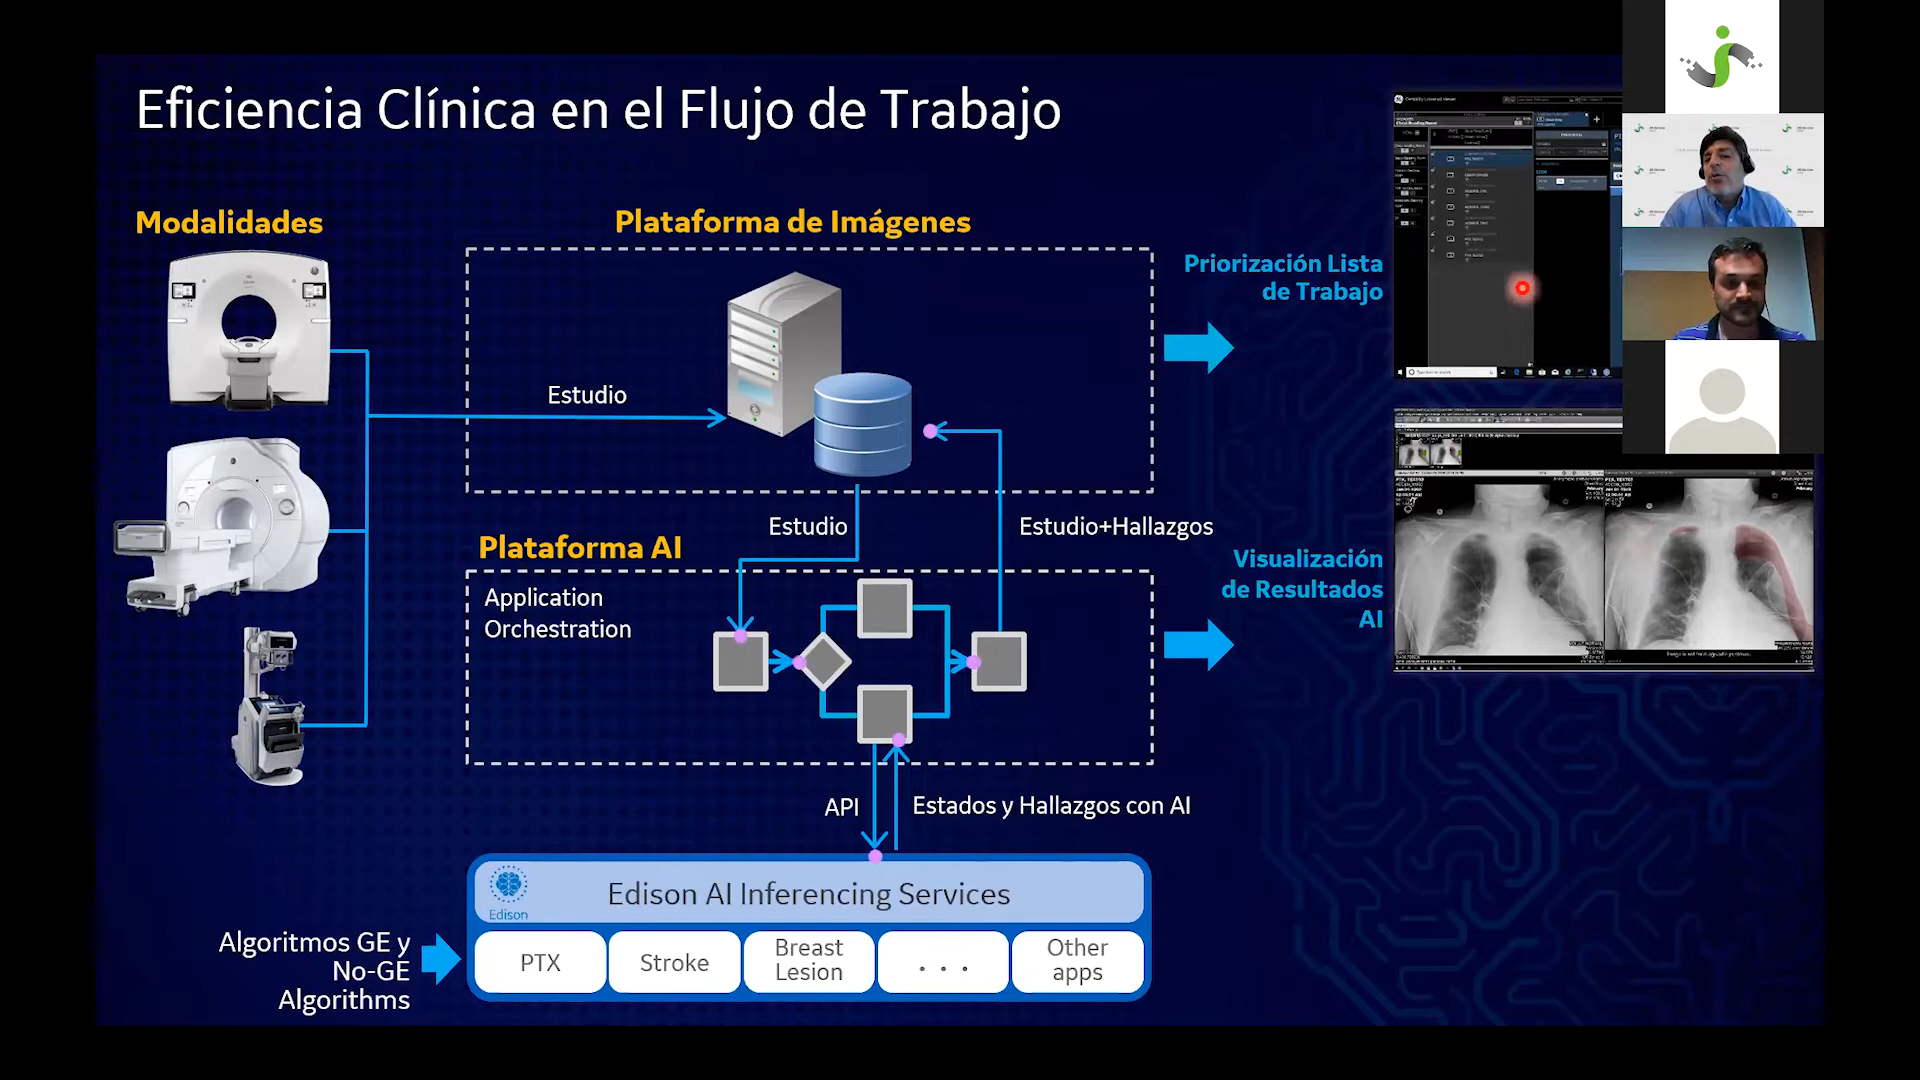 Eficiencia Clínica en el Flujo de Trabajo
Modalidades
Plataforma de Imágenes
Priorización Lista
de Trabajo
Estudio
Estudio
Estudio+Hallazgos
Plataforma AI
Application
Orchestration
Visualización
de Resultados
AI
API
Estados y Hallazgos con AI
Edison
Edison AI Inferencing Services
Algoritmos GE y
No-GE
Algorithms
PTX
Stroke
Breast
Lesion
. . .
Other
apps